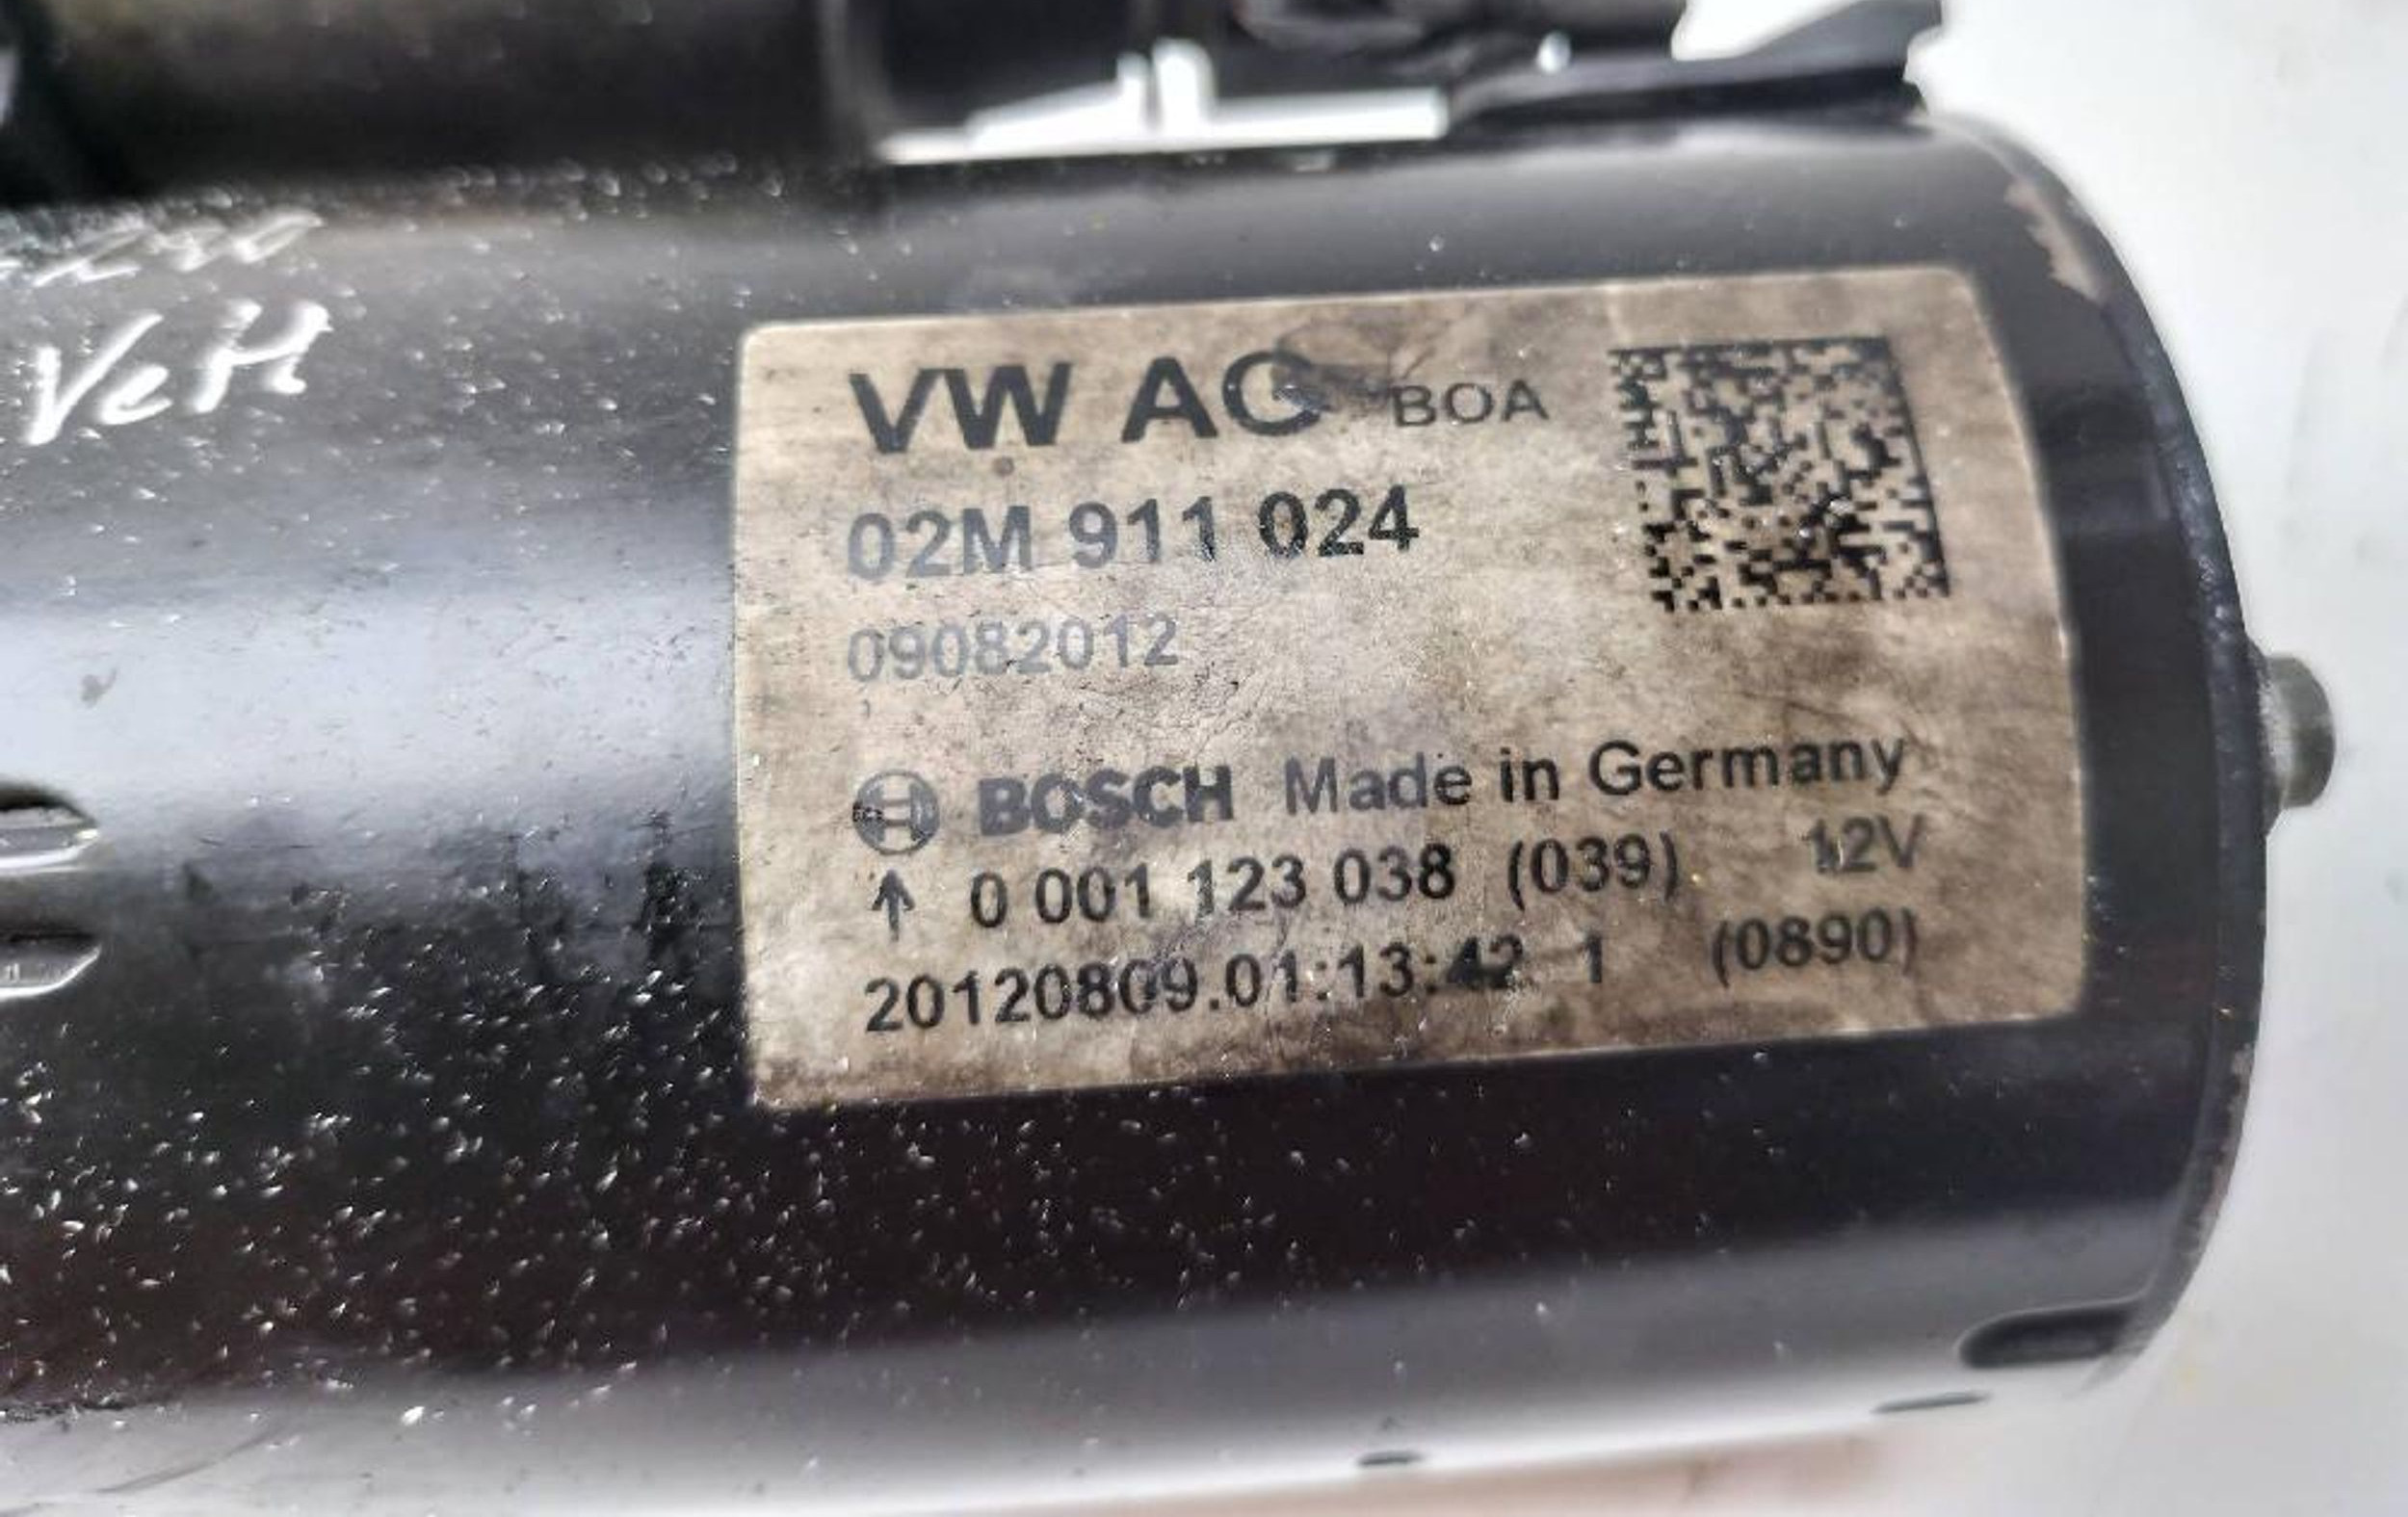 VeH
VW AG BOA
02M 911 024
09082012
BOSCH Made in Germany
↑ 0 001 123 038 (039) 12V
20120809.01:13:42 1 (0890)